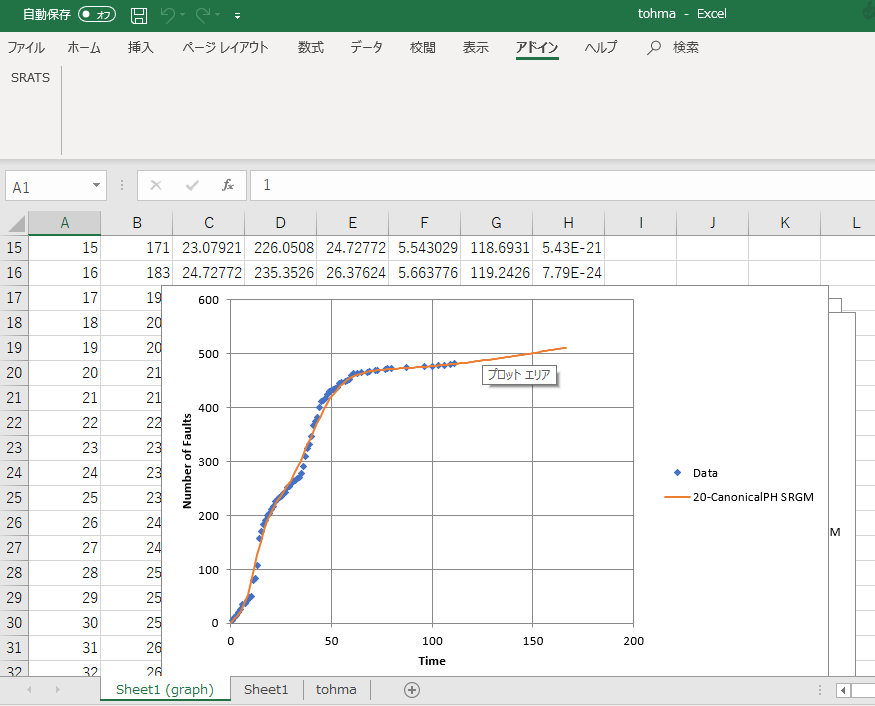 自動保存 オフ tohma - Excel
ファイル ホーム 挿入 ページ レイアウト 数式 データ 校閲 表示 アドイン ヘルプ 検索
SRATS
A1 fx 1
A B C D E F G H I J K L
15 15 171 23.07921 226.0508 24.72772 5.543029 118.6931 5.43E-21
16 16 183 24.72772 235.3526 26.37624 5.663776 119.2426 7.79E-24
17 17 19
18 18 20
19 19 20
20 20 21
21 21 21
22 22 22
23 23 23
24 24 23
25 25 23
26 26 24
27 27 24
28 28 25
29 29 25
30 30 25
31 31 26
32 32 26
600
500
400
300
200
100
0
0 50 100 150 200
Number of Faults
Time
プロット エリア
Data
20-CanonicalPH SRGM
M
Sheet1 (graph) Sheet1 tohma